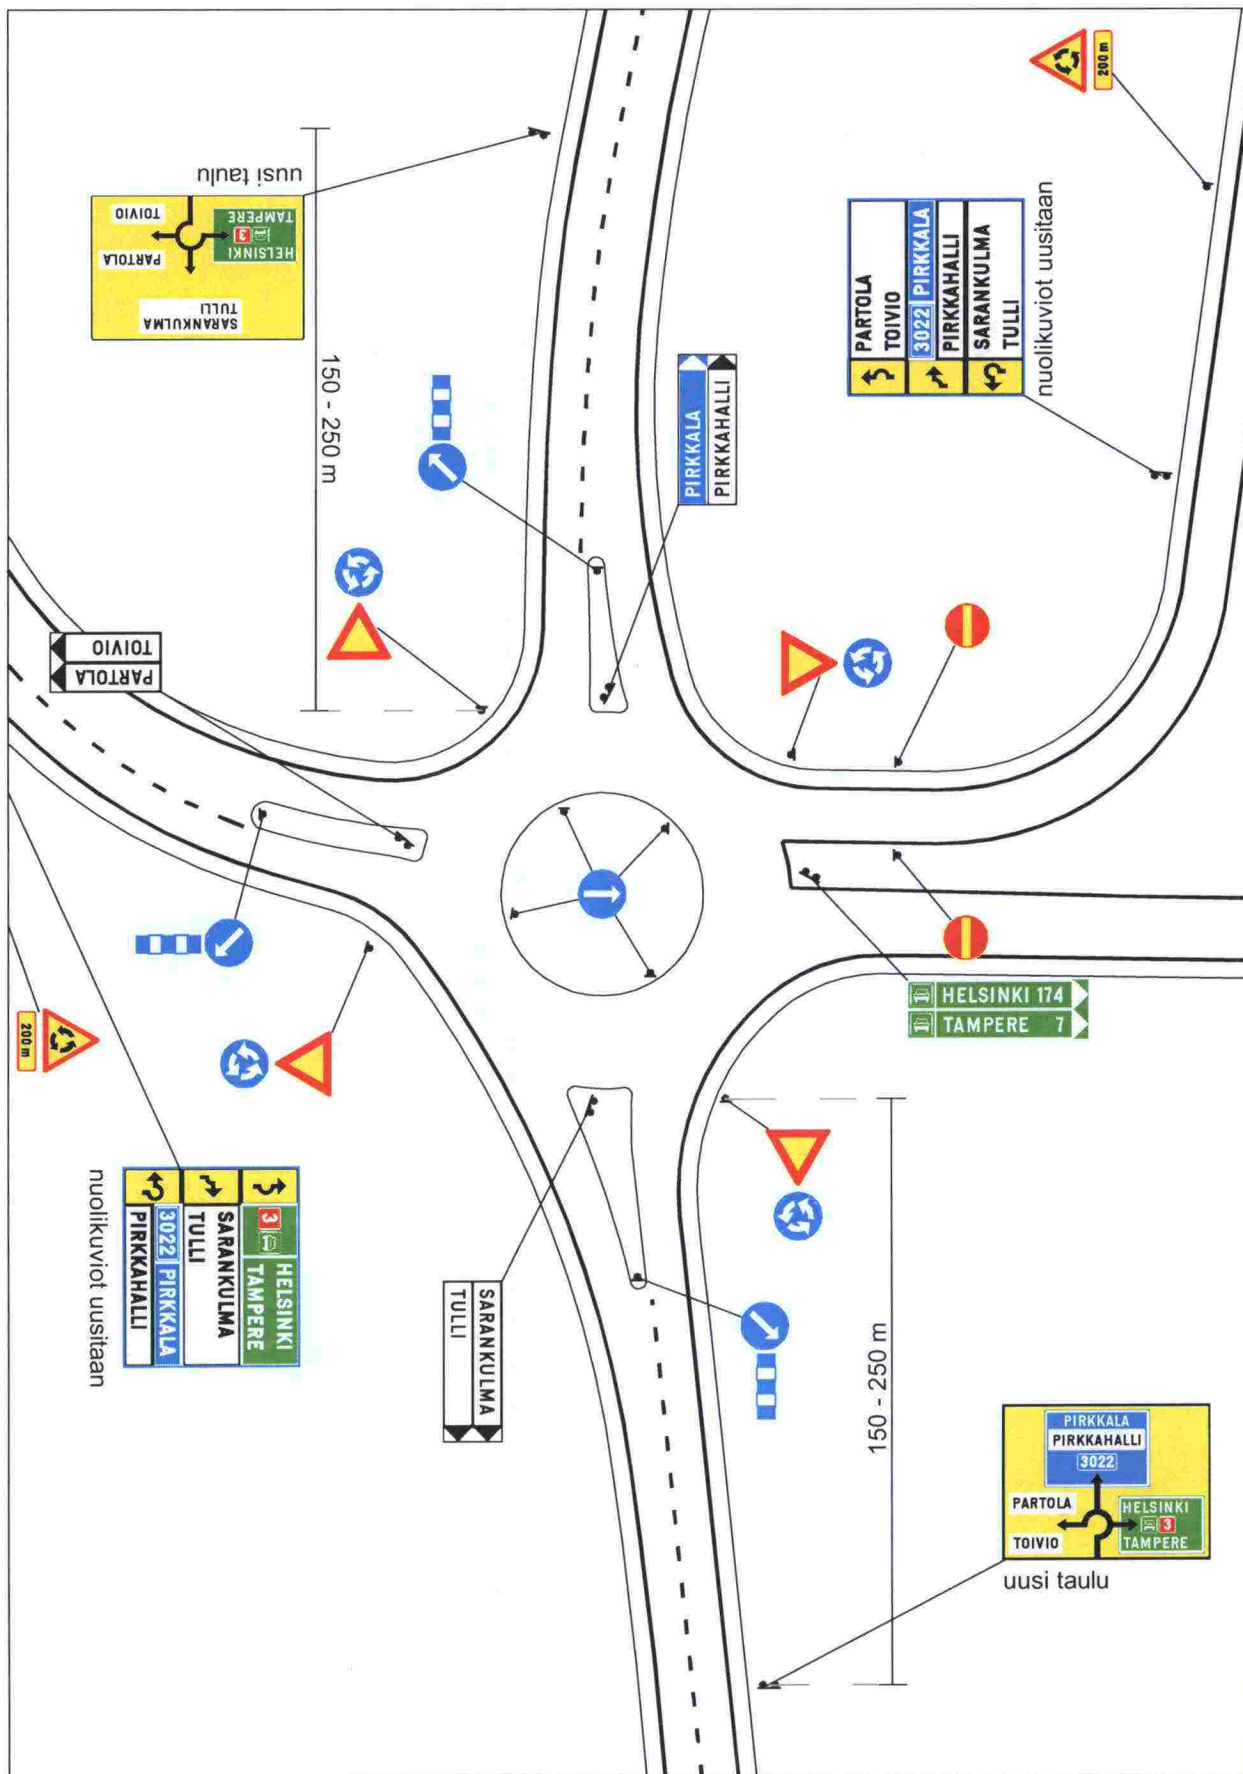 200 m
uusi taulu
TOIVIO
PARTOLA
TAMPERE
3
HELSINKI
TULLI
SARANKULMA
150 - 250 m
PARTOLA
TOIVIO
3022 PIRKKALA
PIRKKAHALLI
SARANKULMA
TULLI
nuolikuviot uusitaan
PIRKKALA
PIRKKAHALLI
TOIVIO
PARTOLA
HELSINKI 174
TAMPERE 7
200 m
3 HELSINKI
TAMPERE
SARANKULMA
TULLI
3022 PIRKKALA
PIRKKAHALLI
nuolikuviot uusitaan
SARANKULMA
TULLI
150 - 250 m
PIRKKALA
PIRKKAHALLI
3022
PARTOLA
TOIVIO
HELSINKI
3
TAMPERE
uusi taulu